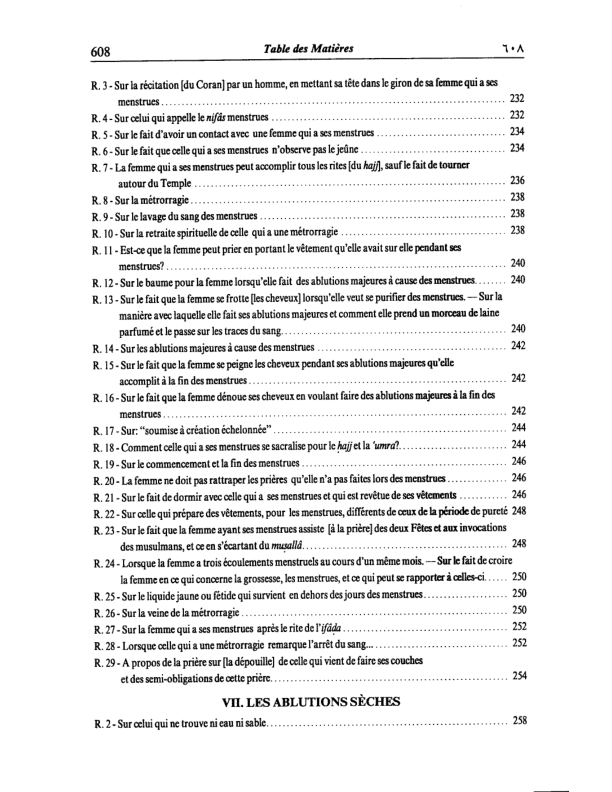 608 Table des Matières ٦٠٨
R. 3 - Sur la récitation [du Coran] par un homme, en mettant sa tête dans le giron de sa femme qui a ses
menstrues ........ 232
R. 4 - Sur celui qui appelle le nifâs menstrues ........ 232
R. 5 - Sur le fait d'avoir un contact avec une femme qui a ses menstrues ........ 234
R. 6 - Sur le fait que celle qui a ses menstrues n'observe pas le jeûne ........ 234
R. 7 - La femme qui a ses menstrues peut accomplir tous les rites [du hajj], sauf le fait de tourner
autour du Temple ........ 236
R. 8 - Sur la métrorragie ........ 238
R. 9 - Sur le lavage du sang des menstrues ........ 238
R. 10 - Sur la retraite spirituelle de celle qui a une métrorragie ........ 238
R. 11 - Est-ce que la femme peut prier en portant le vêtement qu'elle avait sur elle pendant ses
menstrues? ........ 240
R. 12 - Sur le baume pour la femme lorsqu'elle fait des ablutions majeures à cause des menstrues ........ 240
R. 13 - Sur le fait que la femme se frotte [les cheveux] lorsqu'elle veut se purifier des menstrues. — Sur la
manière avec laquelle elle fait ses ablutions majeures et comment elle prend un morceau de laine
parfumé et le passe sur les traces du sang ........ 240
R. 14 - Sur les ablutions majeures à cause des menstrues ........ 242
R. 15 - Sur le fait que la femme se peigne les cheveux pendant ses ablutions majeures qu'elle
accomplit à la fin des menstrues ........ 242
R. 16 - Sur le fait que la femme dénoue ses cheveux en voulant faire des ablutions majeures à la fin des
menstrues ........ 242
R. 17 - Sur: “soumise à création échelonnée” ........ 244
R. 18 - Comment celle qui a ses menstrues se sacralise pour le ḥajj et la ‘umra? ........ 244
R. 19 - Sur le commencement et la fin des menstrues ........ 246
R. 20 - La femme ne doit pas rattraper les prières qu'elle n'a pas faites lors des menstrues ........ 246
R. 21 - Sur le fait de dormir avec celle qui a ses menstrues et qui est revêtue de ses vêtements ........ 246
R. 22 - Sur celle qui prépare des vêtements, pour les menstrues, différents de ceux de la période de pureté 248
R. 23 - Sur le fait que la femme ayant ses menstrues assiste [à la prière] des deux Fêtes et aux invocations
des musulmans, et ce en s'écartant du muṣallâ ........ 248
R. 24 - Lorsque la femme a trois écoulements menstruels au cours d'un même mois. — Sur le fait de croire
la femme en ce qui concerne la grossesse, les menstrues, et ce qui peut se rapporter à celles-ci ........ 250
R. 25 - Sur le liquide jaune ou fétide qui survient en dehors des jours des menstrues ........ 250
R. 26 - Sur la veine de la métrorragie ........ 250
R. 27 - Sur la femme qui a ses menstrues après le rite de l'ifâḍa ........ 252
R. 28 - Lorsque celle qui a une métrorragie remarque l'arrêt du sang... ........ 252
R. 29 - A propos de la prière sur [la dépouille] de celle qui vient de faire ses couches
et des semi-obligations de cette prière ........ 254
VII. LES ABLUTIONS SÈCHES
R. 2 - Sur celui qui ne trouve ni eau ni sable ........ 258